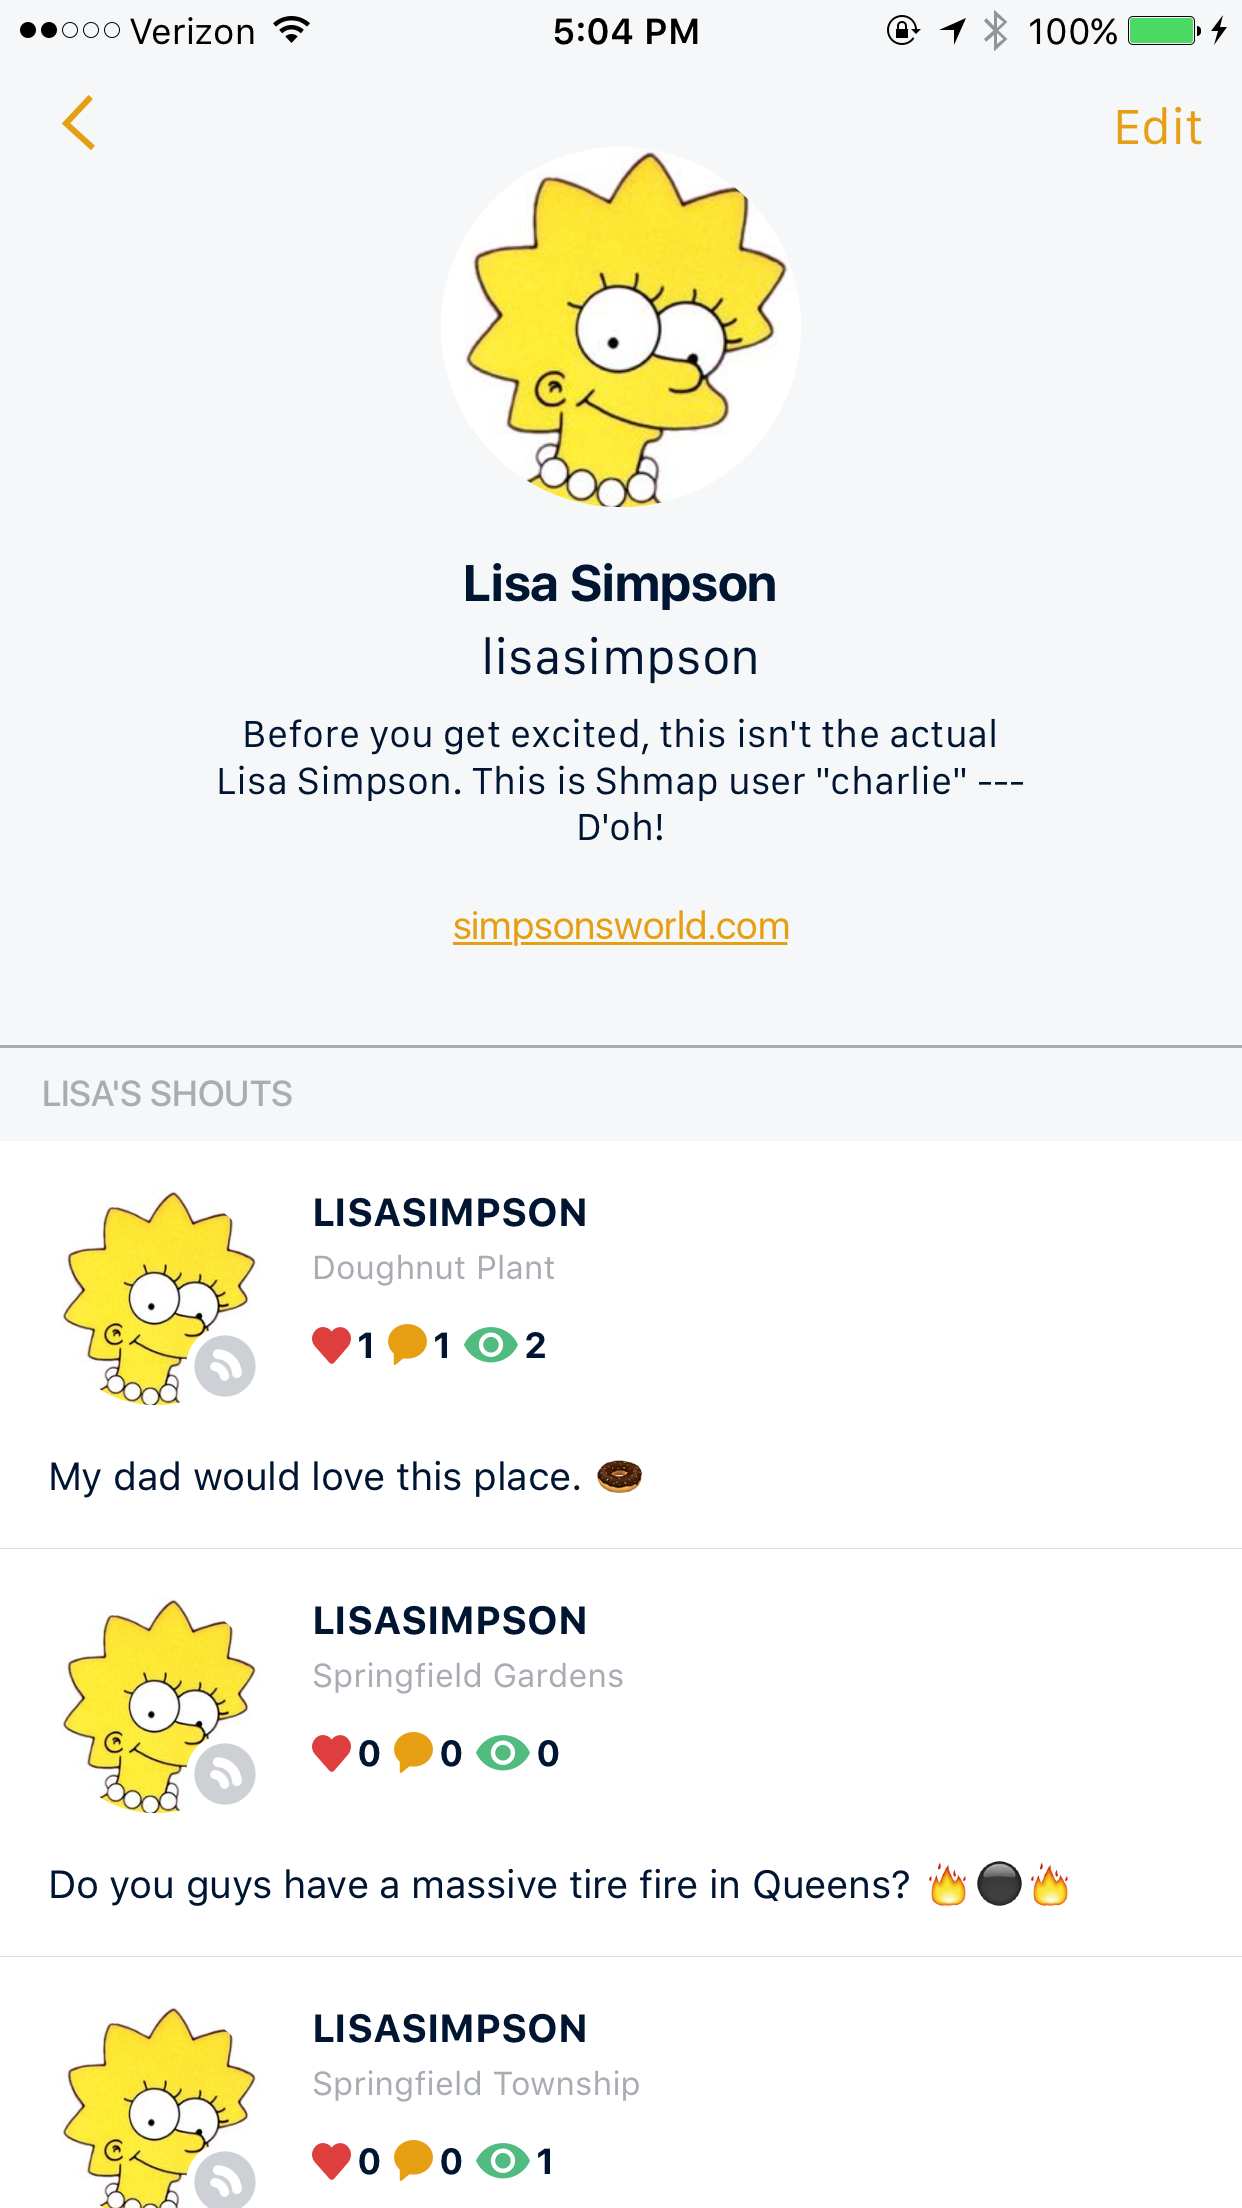 Verizon 5:04 PM 100%
Edit
Lisa Simpson
lisasimpson
Before you get excited, this isn't the actual
Lisa Simpson. This is Shmap user "charlie" ---
D'oh!
simpsonsworld.com
LISA'S SHOUTS
LISASIMPSON
Doughnut Plant
1 1 2
My dad would love this place. 🍩
LISASIMPSON
Springfield Gardens
0 0 0
Do you guys have a massive tire fire in Queens? 🔥⚫🔥
LISASIMPSON
Springfield Township
0 0 1